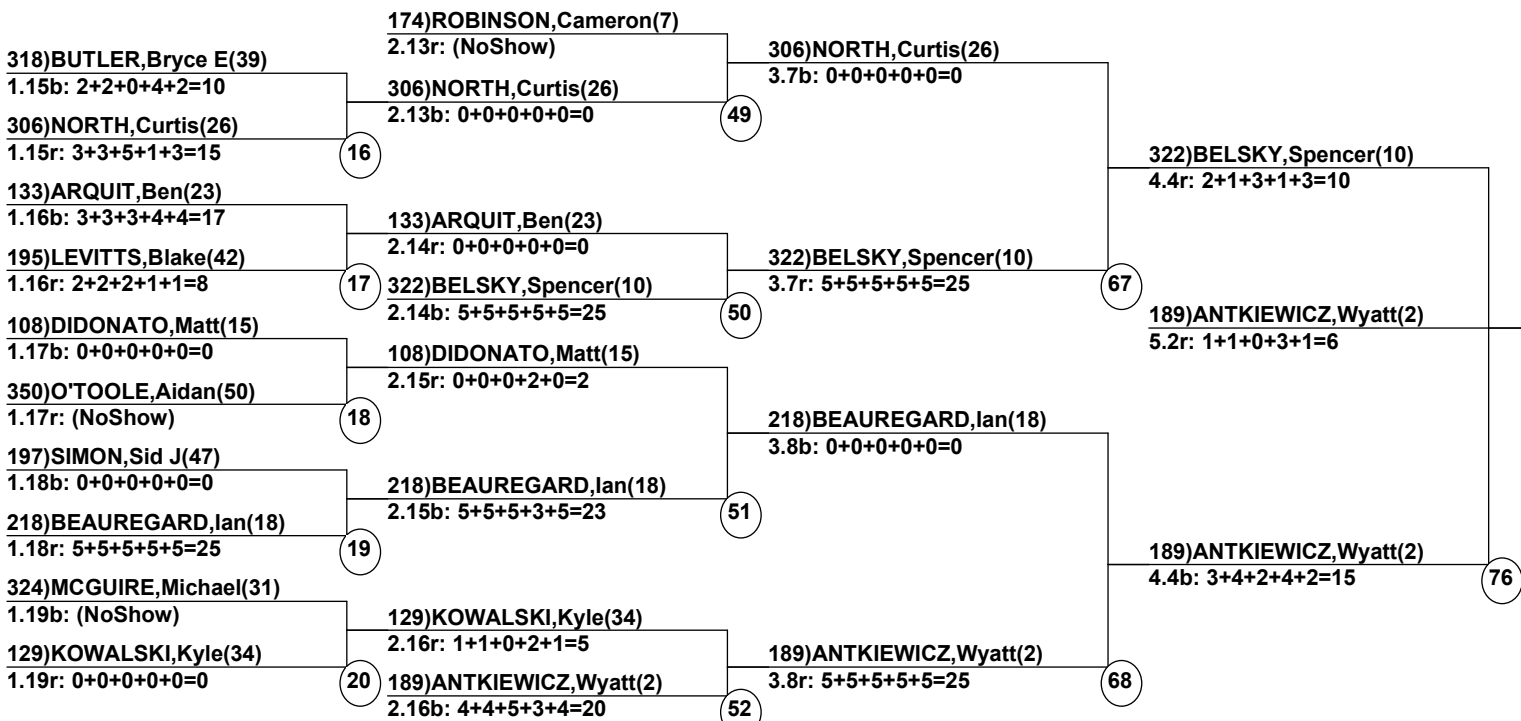 318)BUTLER,Bryce E(39)
1.15b: 2+2+0+4+2=10
306)NORTH,Curtis(26)
1.15r: 3+3+5+1+3=15
16
133)ARQUIT,Ben(23)
1.16b: 3+3+3+4+4=17
195)LEVITTS,Blake(42)
1.16r: 2+2+2+1+1=8
17
108)DIDONATO,Matt(15)
1.17b: 0+0+0+0+0=0
350)O'TOOLE,Aidan(50)
1.17r: (NoShow)
18
197)SIMON,Sid J(47)
1.18b: 0+0+0+0+0=0
218)BEAUREGARD,Ian(18)
1.18r: 5+5+5+5+5=25
19
324)MCGUIRE,Michael(31)
1.19b: (NoShow)
129)KOWALSKI,Kyle(34)
1.19r: 0+0+0+0+0=0
20
174)ROBINSON,Cameron(7)
2.13r: (NoShow)
306)NORTH,Curtis(26)
2.13b: 0+0+0+0+0=0
49
133)ARQUIT,Ben(23)
2.14r: 0+0+0+0+0=0
322)BELSKY,Spencer(10)
2.14b: 5+5+5+5+5=25
50
108)DIDONATO,Matt(15)
2.15r: 0+0+0+2+0=2
218)BEAUREGARD,Ian(18)
2.15b: 5+5+5+3+5=23
51
129)KOWALSKI,Kyle(34)
2.16r: 1+1+0+2+1=5
189)ANTKIEWICZ,Wyatt(2)
2.16b: 4+4+5+3+4=20
52
306)NORTH,Curtis(26)
3.7b: 0+0+0+0+0=0
322)BELSKY,Spencer(10)
3.7r: 5+5+5+5+5=25
67
218)BEAUREGARD,Ian(18)
3.8b: 0+0+0+0+0=0
189)ANTKIEWICZ,Wyatt(2)
3.8r: 5+5+5+5+5=25
68
322)BELSKY,Spencer(10)
4.4r: 2+1+3+1+3=10
189)ANTKIEWICZ,Wyatt(2)
5.2r: 1+1+0+3+1=6
189)ANTKIEWICZ,Wyatt(2)
4.4b: 3+4+2+4+2=15
76